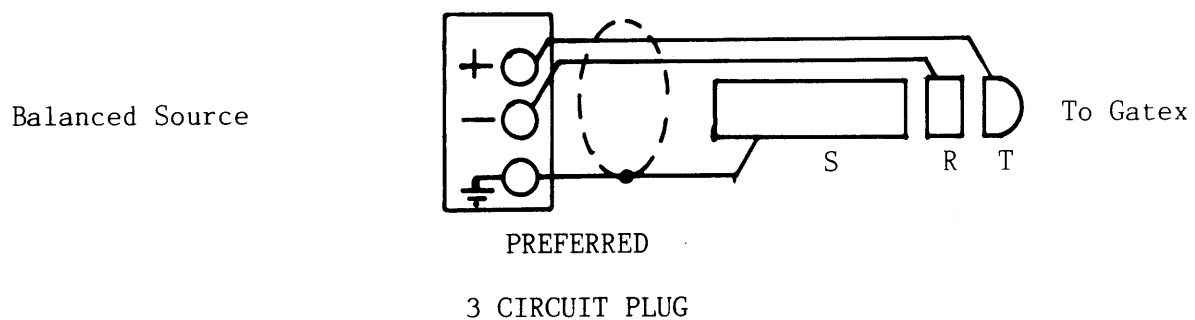 +
−
Balanced Source
To Gatex
S R T
PREFERRED
3 CIRCUIT PLUG